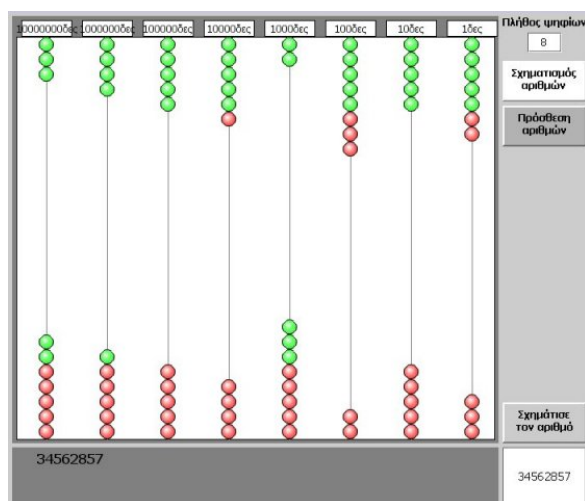 10000000δες 1000000δες 100000δες 10000δες 1000δες 100δες 10δες 1δες
Πλήθος ψηφίων
8
Σχηματισμός
αριθμών
Πρόσθεση
αριθμών
Σχημάτισε
τον αριθμό
34562857
34562857